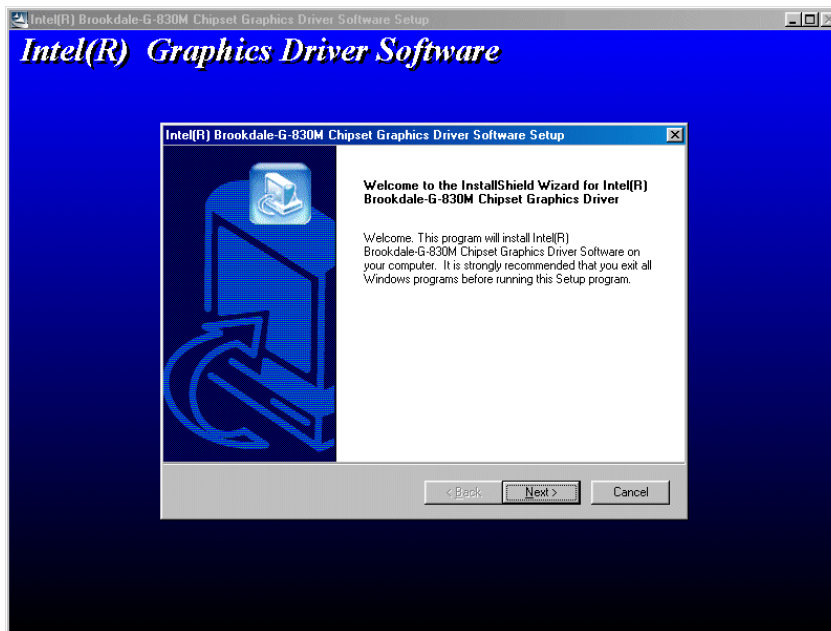 Intel(R) Brookdale-G-830M Chipset Graphics Driver Software Setup
Intel(R) Graphics Driver Software
Intel(R) Brookdale-G-830M Chipset Graphics Driver Software Setup
Welcome to the InstallShield Wizard for Intel(R)
Brookdale-G-830M Chipset Graphics Driver
Welcome. This program will install Intel(R)
Brookdale-G-830M Chipset Graphics Driver Software on
your computer. It is strongly recommended that you exit all
Windows programs before running this Setup program.
< Back Next > Cancel